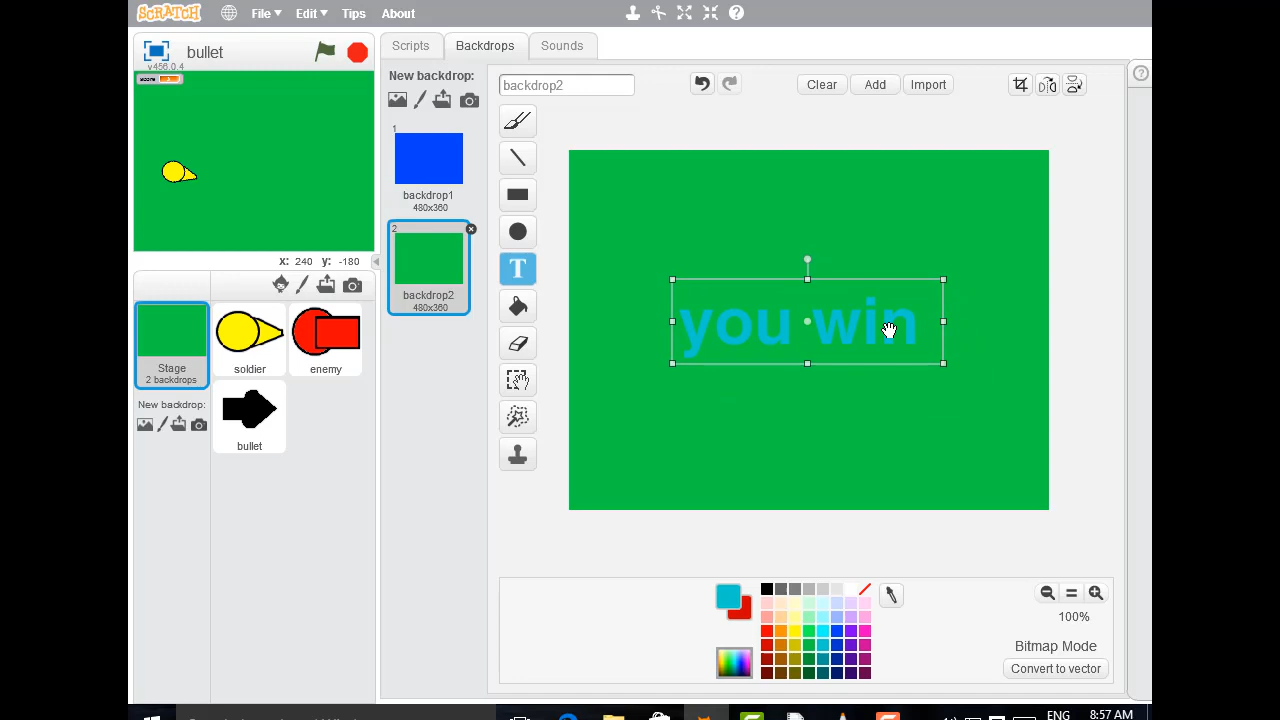 SCRATCH
File
Edit
Tips
About
bullet
v456.0.4
score
x: 240 y: -180
Scripts
Backdrops
Sounds
New backdrop:
1
backdrop1
480x360
2
backdrop2
480x360
backdrop2
Clear
Add
Import
T
you win
Stage
2 backdrops
New backdrop:
soldier
enemy
bullet
100%
Bitmap Mode
Convert to vector
ENG
8:57 AM